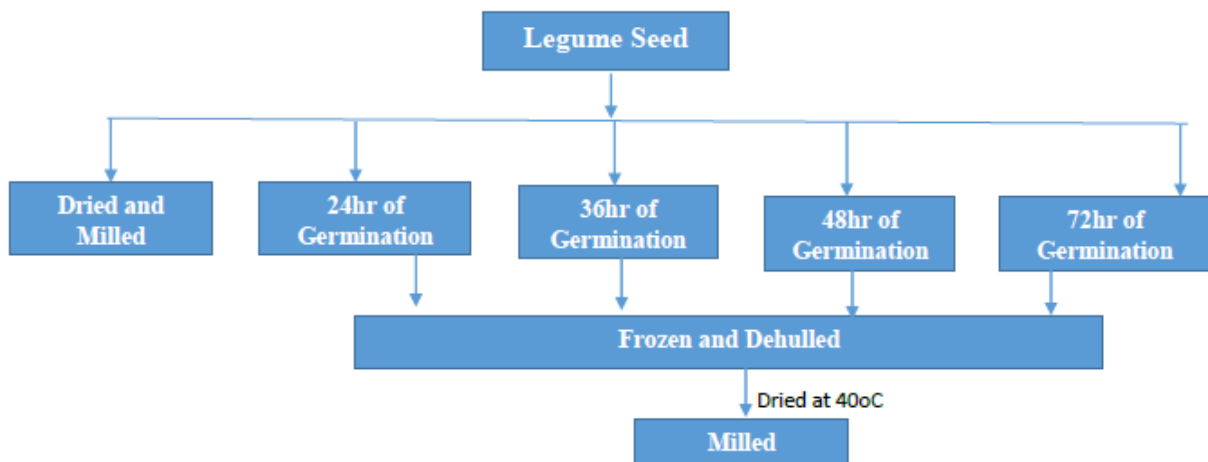 Legume Seed
Dried and
Milled
24hr of
Germination
36hr of
Germination
48hr of
Germination
72hr of
Germination
Frozen and Dehulled
Dried at 40oC
Milled